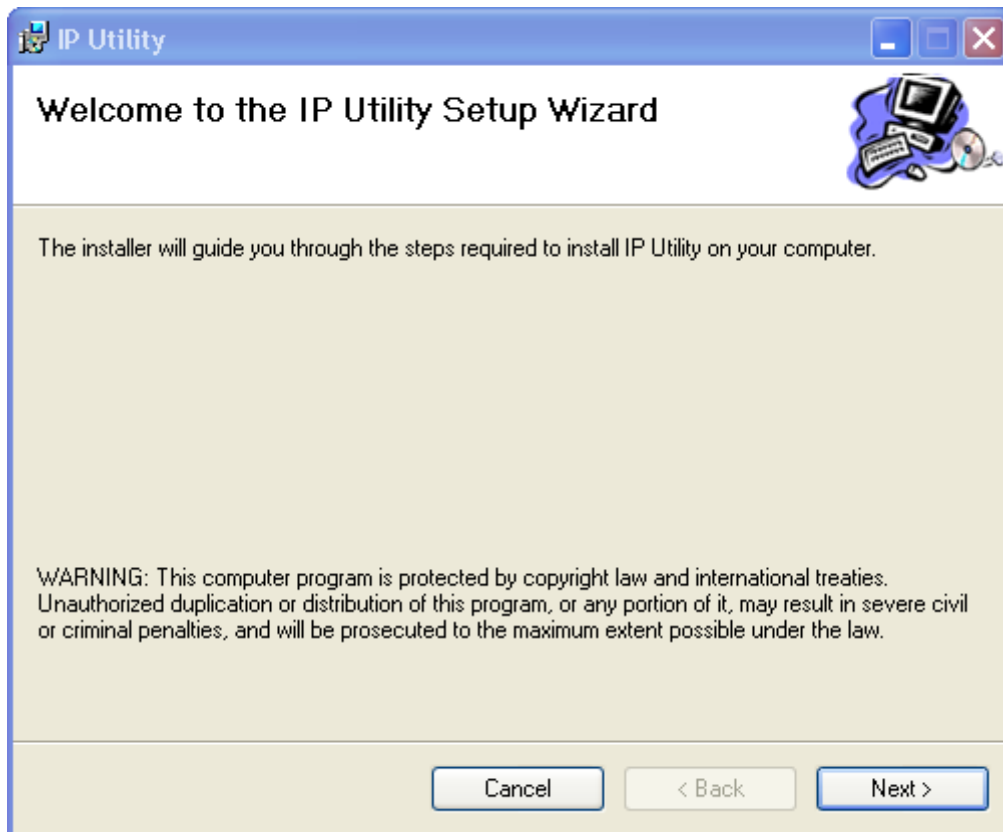 IP Utility
Welcome to the IP Utility Setup Wizard
The installer will guide you through the steps required to install IP Utility on your computer.
WARNING: This computer program is protected by copyright law and international treaties.
Unauthorized duplication or distribution of this program, or any portion of it, may result in severe civil
or criminal penalties, and will be prosecuted to the maximum extent possible under the law.
Cancel
< Back
Next >